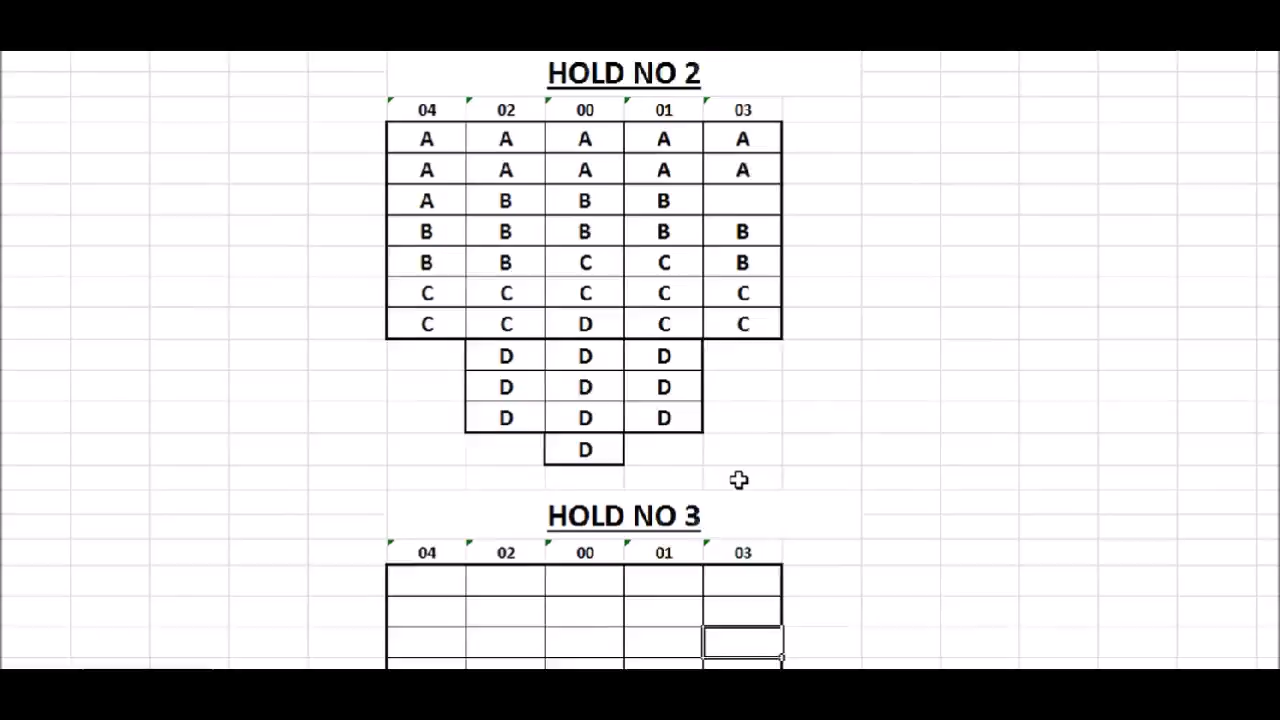 HOLD NO 2
04 02 00 01 03
A A A A A
A A A A A
A B B B
B B B B B
B B C C B
C C C C C
C C D C C
D D D
D D D
D D D
D
HOLD NO 3
04 02 00 01 03